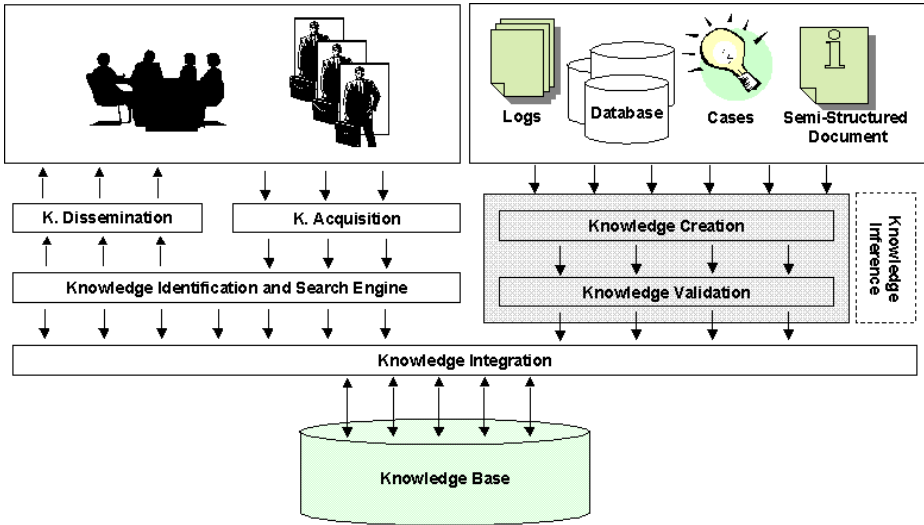 Logs
Database
Cases
Semi-Structured
Document
K. Dissemination
K. Acquisition
Knowledge Creation
Knowledge
Inference
Knowledge Identification and Search Engine
Knowledge Validation
Knowledge Integration
Knowledge Base